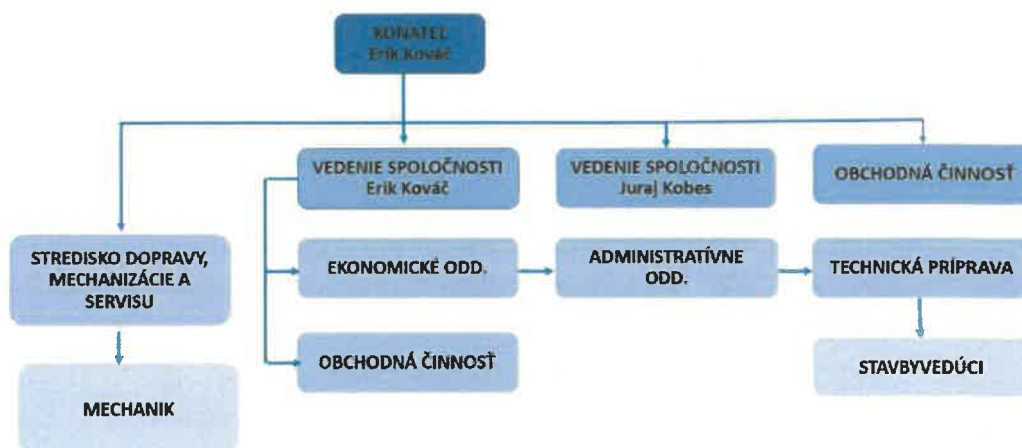 KONATEĽ
Erik Kováč
VEDENIE SPOLOČNOSTI
Erik Kováč
VEDENIE SPOLOČNOSTI
Juraj Kobes
OBCHODNÁ ČINNOSŤ
STREDISKO DOPRAVY,
MECHANIZÁCIE A
SERVISU
EKONOMICKÉ ODD.
ADMINISTRATÍVNE
ODD.
TECHNICKÁ PRÍPRAVA
OBCHODNÁ ČINNOSŤ
STAVBYVEDÚCI
MECHANIK